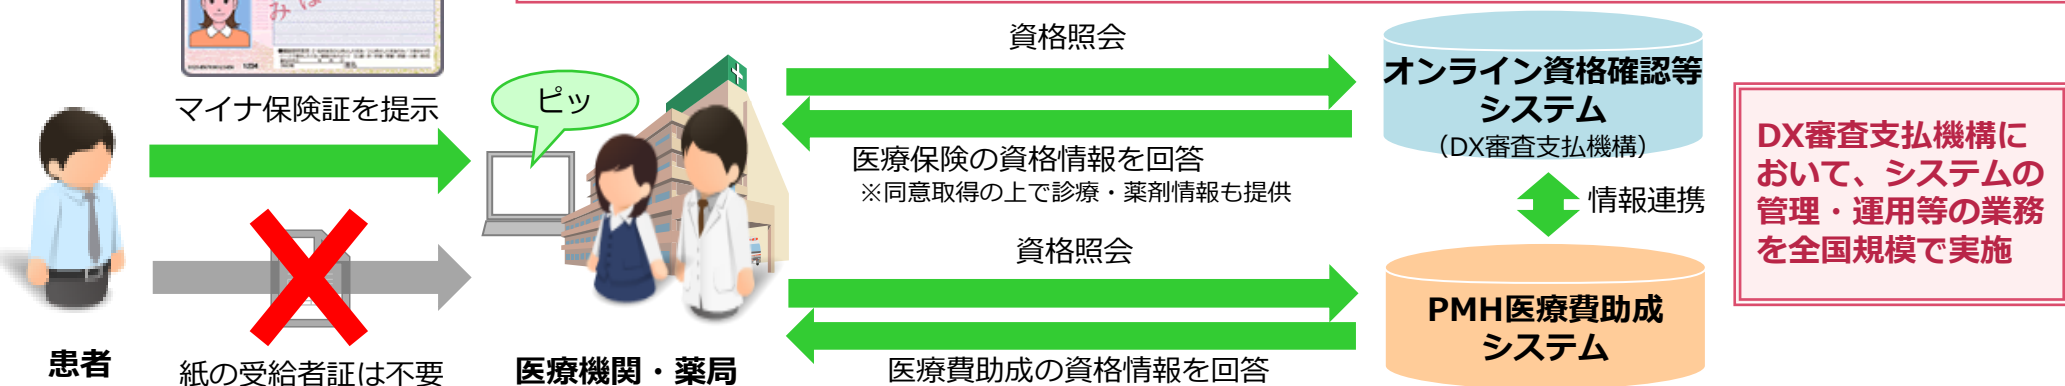 マイナ保険証を提示
ピッ
資格照会
オンライン資格確認等
システム
（DX審査支払機構）
医療保険の資格情報を回答
※同意取得の上で診療・薬剤情報も提供
情報連携
DX審査支払機構に
おいて、システムの
管理・運用等の業務
を全国規模で実施
資格照会
PMH医療費助成
システム
医療費助成の資格情報を回答
患者
紙の受給者証は不要
医療機関・薬局